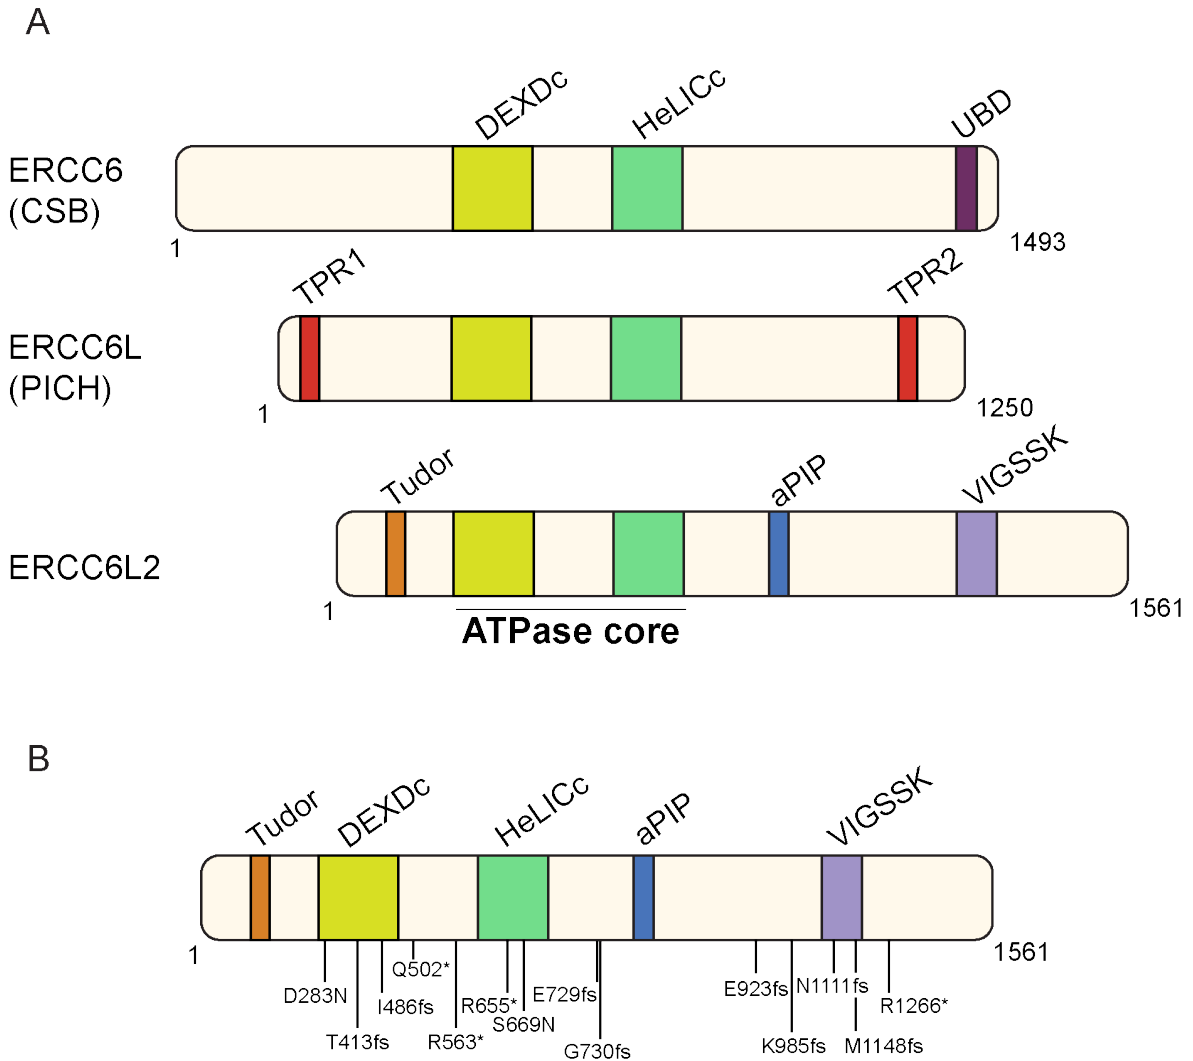 A
DEXDc
HeLICc
UBD
ERCC6
(CSB)
1
1493
TPR1
TPR2
ERCC6L
(PICH)
1
1250
Tudor
aPIP
VIGSSK
ERCC6L2
1
1561
ATPase core
B
Tudor
DEXDc
HeLICc
aPIP
VIGSSK
1
1561
D283N
T413fs
I486fs
Q502*
R563*
R655*
S669N
E729fs
G730fs
E923fs
K985fs
N1111fs
M1148fs
R1266*